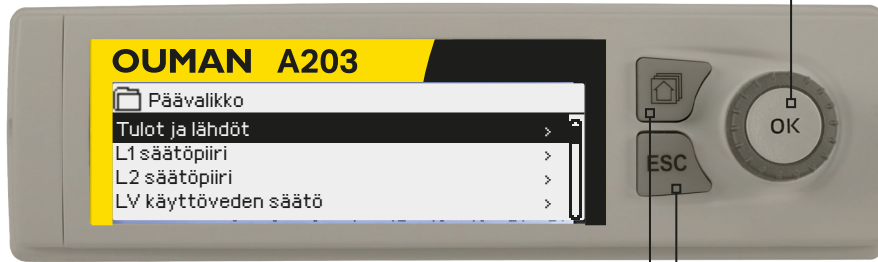 OUMAN A203
Päävalikko
Tulot ja lähdöt >
L1 säätöpiiri >
L2 säätöpiiri >
LV käyttöveden säätö >
OK
ESC